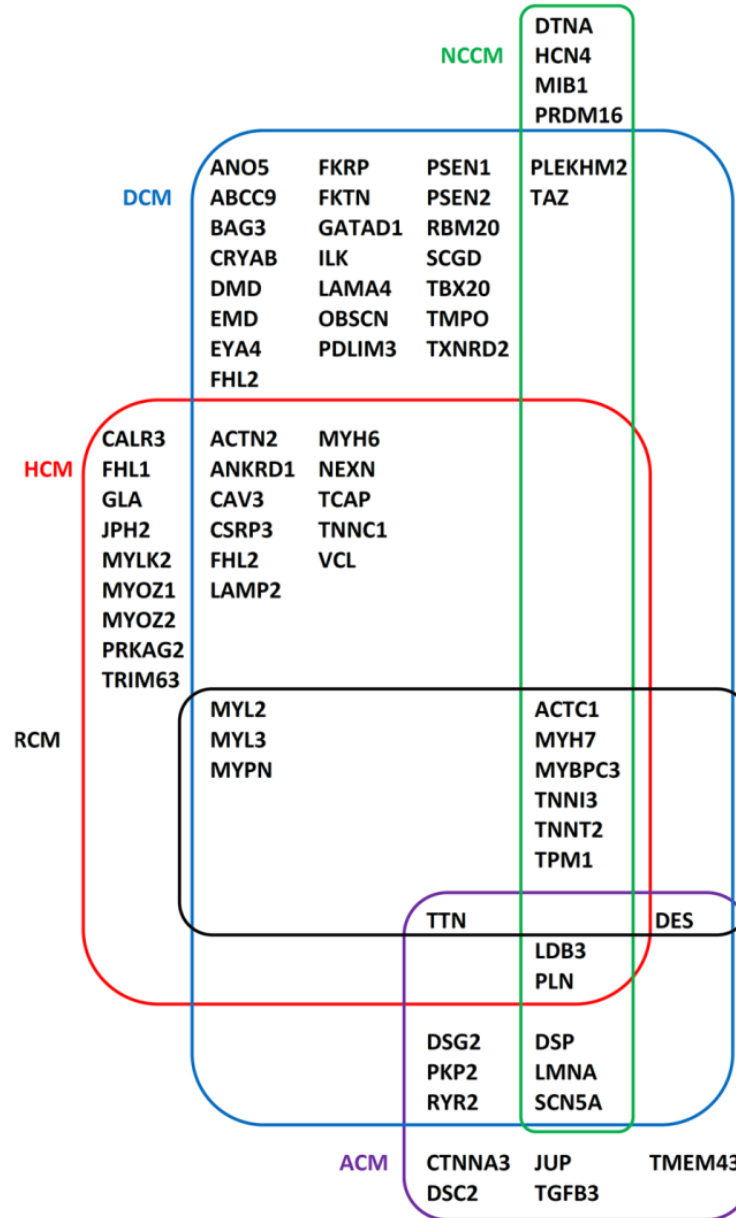 DTNA
NCCM HCN4
MIB1
PRDM16
ANO5 FKRP PSEN1 PLEKHM2
DCM ABCC9 FKTN PSEN2 TAZ
BAG3 GATAD1 RBM20
CRYAB ILK SCGD
DMD LAMA4 TBX20
EMD OBSCN TMPO
EYA4 PDLIM3 TXNRD2
FHL2
CALR3 ACTN2 MYH6
HCM FHL1 ANKRD1 NEXN
GLA CAV3 TCAP
JPH2 CSRP3 TNNC1
MYLK2 FHL2 VCL
MYOZ1 LAMP2
MYOZ2
PRKAG2
TRIM63
MYL2 ACTC1
RCM MYL3 MYH7
MYPN MYBPC3
TNNI3
TNNT2
TPM1
TTN DES
LDB3
PLN
DSG2 DSP
PKP2 LMNA
RYR2 SCN5A
ACM CTNNA3 JUP TMEM43
DSC2 TGFB3